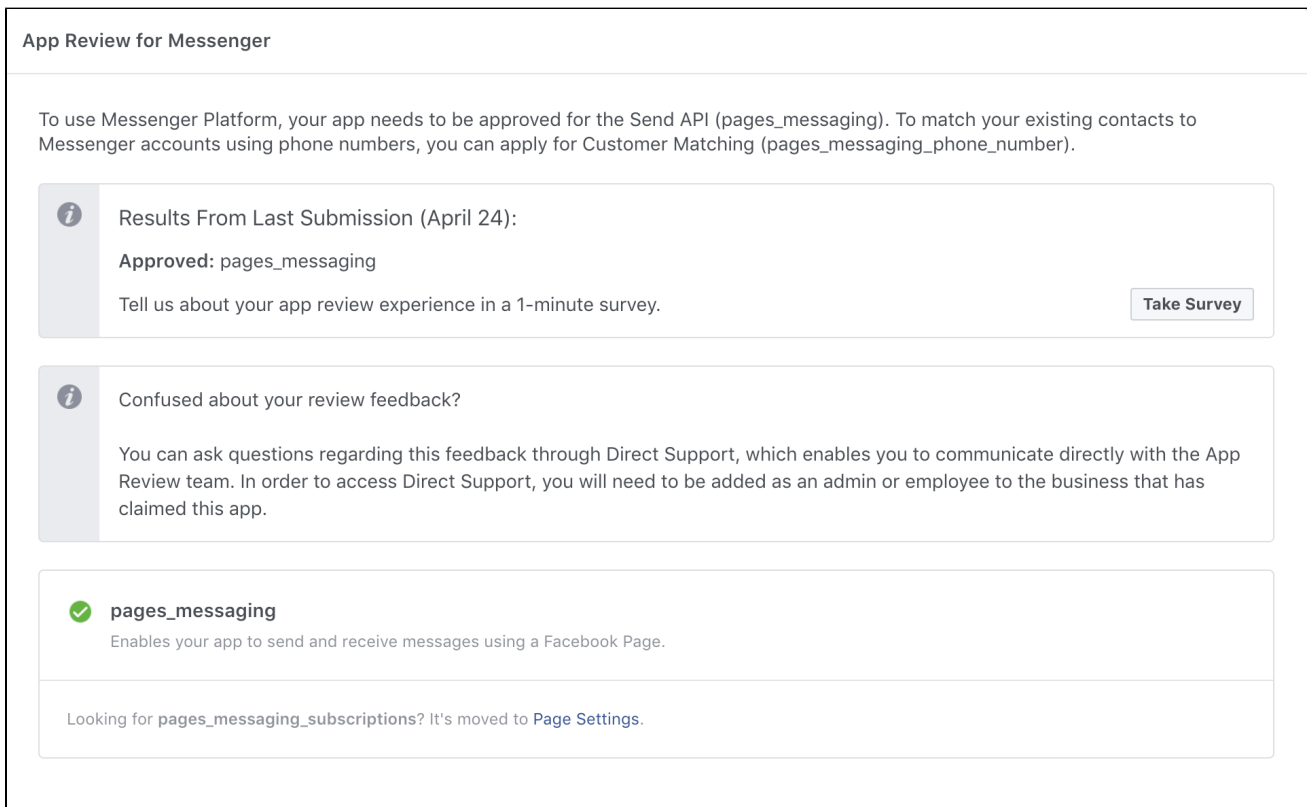 App Review for Messenger
To use Messenger Platform, your app needs to be approved for the Send API (pages_messaging). To match your existing contacts to
Messenger accounts using phone numbers, you can apply for Customer Matching (pages_messaging_phone_number).
Results From Last Submission (April 24):
Approved: pages_messaging
Tell us about your app review experience in a 1-minute survey.
Take Survey
Confused about your review feedback?
You can ask questions regarding this feedback through Direct Support, which enables you to communicate directly with the App
Review team. In order to access Direct Support, you will need to be added as an admin or employee to the business that has
claimed this app.
pages_messaging
Enables your app to send and receive messages using a Facebook Page.
Looking for pages_messaging_subscriptions? It's moved to Page Settings.